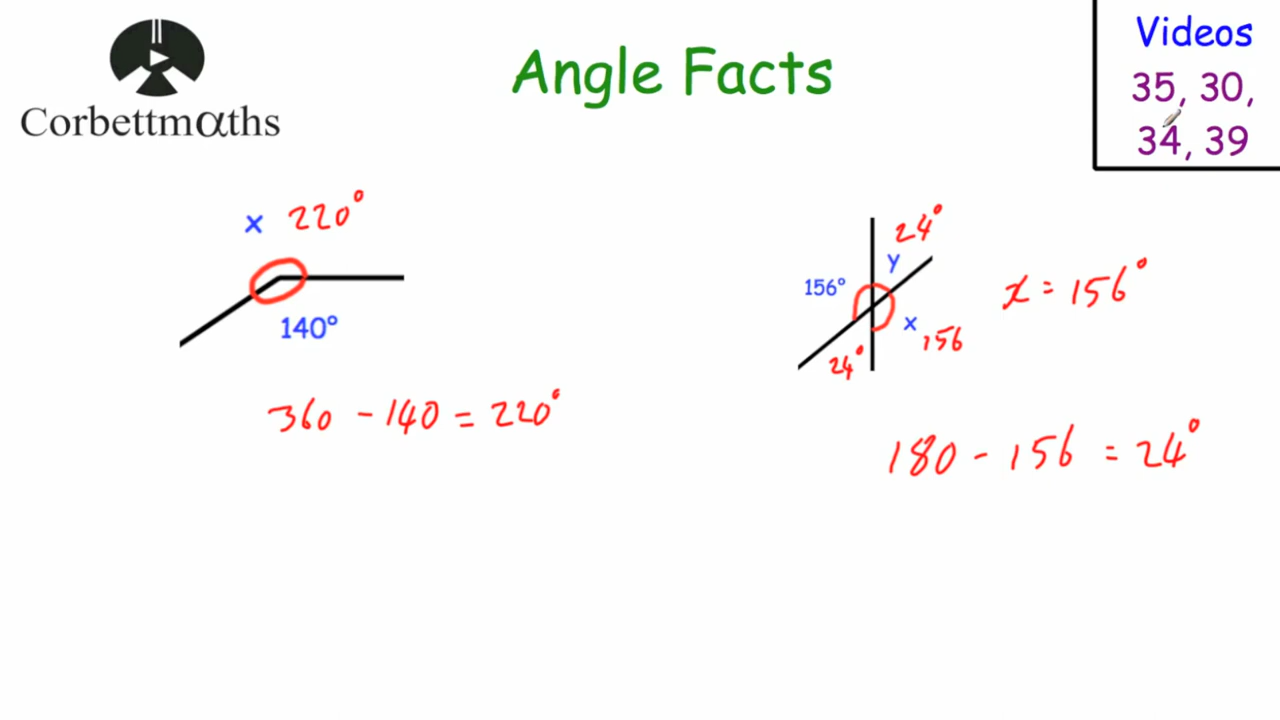 Corbettmαths
Angle Facts
Videos
35, 30,
34, 39
x 220°
140°
360 - 140 = 220°
24°
y
156°
x
156
24°
x = 156°
180 - 156 = 24°